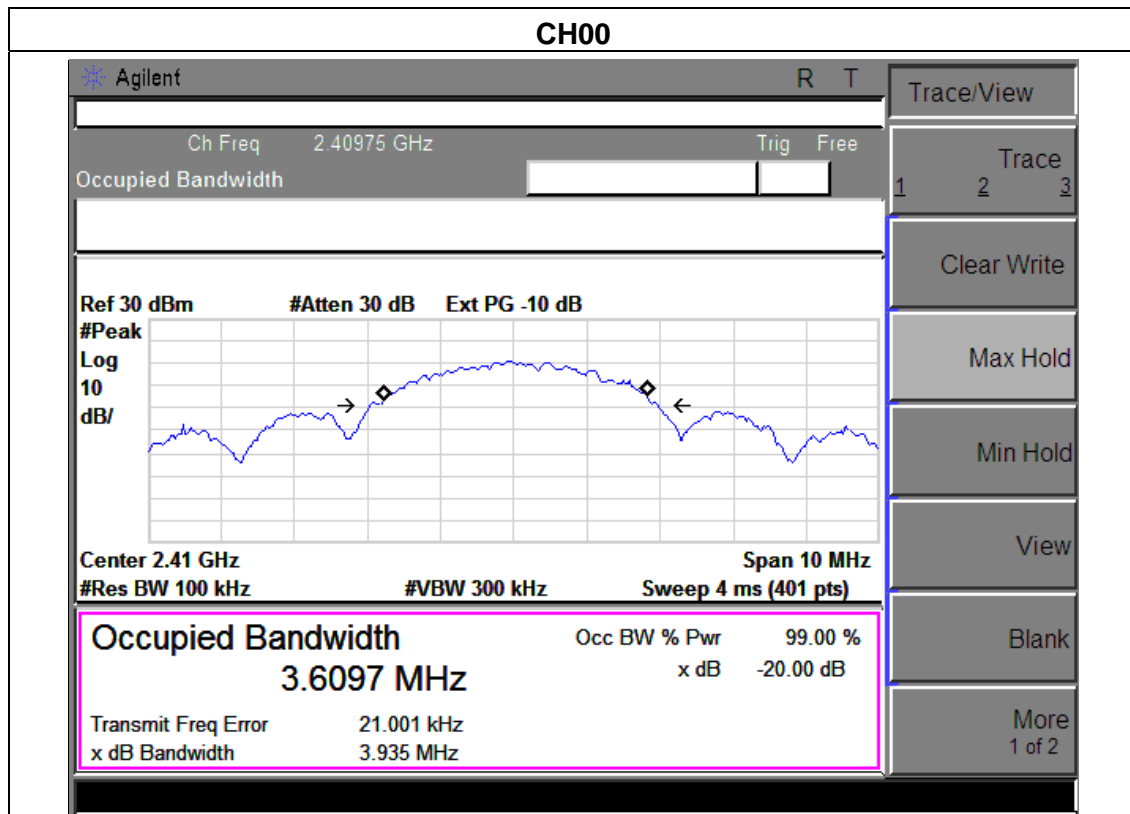 CH00
Agilent R T
Ch Freq 2.40975 GHz Trig Free
Occupied Bandwidth
Ref 30 dBm #Atten 30 dB Ext PG -10 dB
#Peak
Log
10
dB/
Center 2.41 GHz Span 10 MHz
#Res BW 100 kHz #VBW 300 kHz Sweep 4 ms (401 pts)
Occupied Bandwidth Occ BW % Pwr 99.00 %
3.6097 MHz x dB -20.00 dB
Transmit Freq Error 21.001 kHz
x dB Bandwidth 3.935 MHz
Trace/View
Trace
1 2 3
Clear Write
Max Hold
Min Hold
View
Blank
More
1 of 2